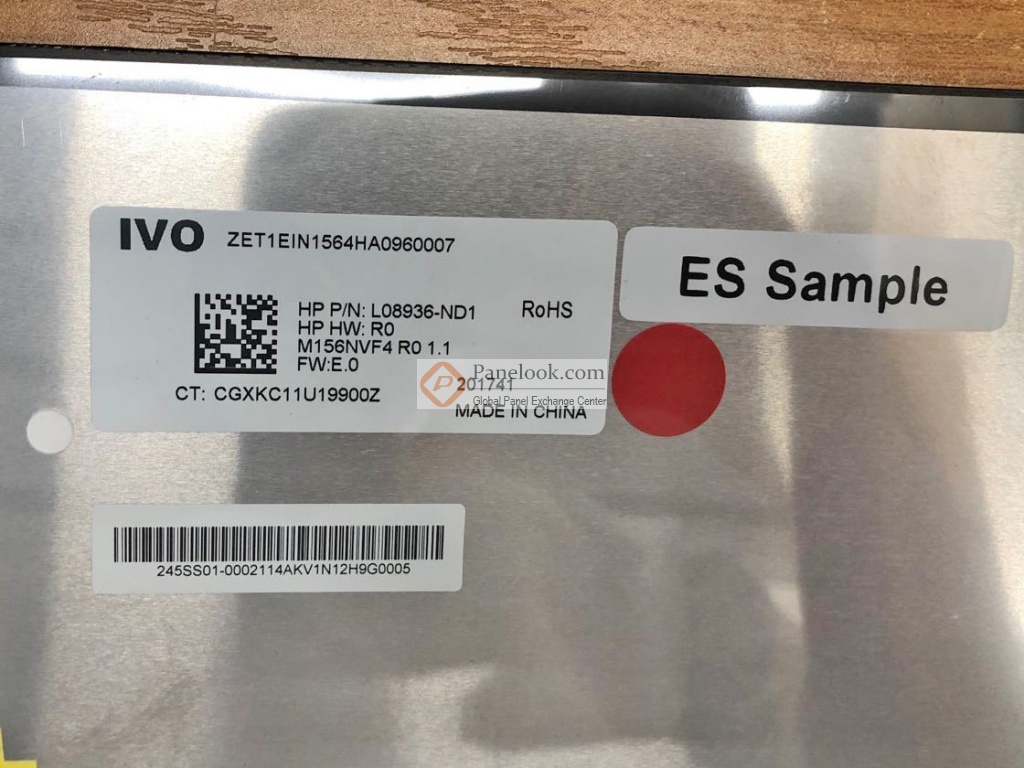 IVO ZET1EIN1564HA0960007
ES Sample
HP P/N: L08936-ND1 RoHS
HP HW: R0
M156NVF4 R0 1.1
FW:E.0
Panelook.com
CT: CGXKC11U19900Z 201741
Global Panel Exchange Center
MADE IN CHINA
245SS01-0002114AKV1N12H9G0005